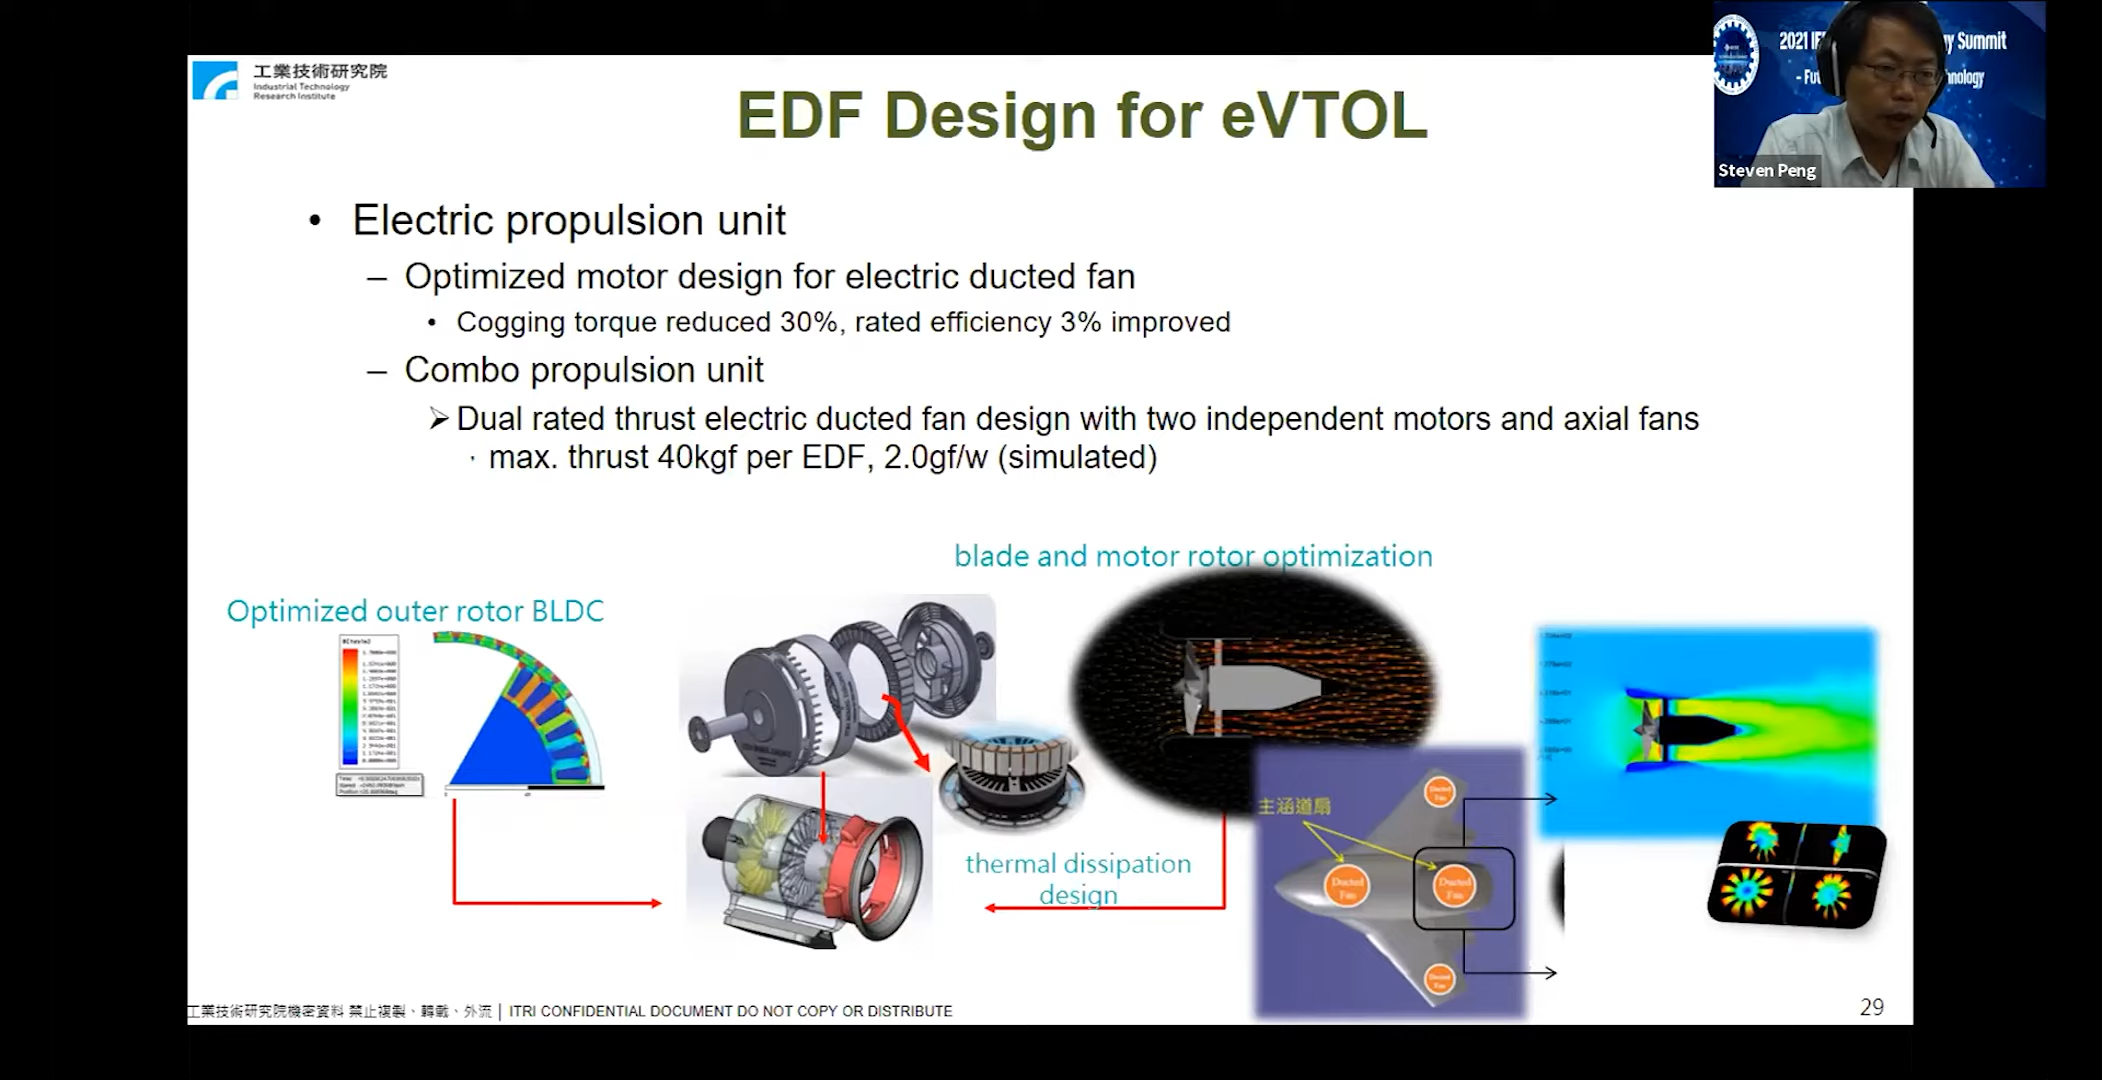 工業技術研究院
Industrial Technology
Research Institute
EDF Design for eVTOL
2021
y Summit
Steven Peng
• Electric propulsion unit
– Optimized motor design for electric ducted fan
• Cogging torque reduced 30%, rated efficiency 3% improved
– Combo propulsion unit
➢ Dual rated thrust electric ducted fan design with two independent motors and axial fans
· max. thrust 40kgf per EDF, 2.0gf/w (simulated)
blade and motor rotor optimization
Optimized outer rotor BLDC
thermal dissipation
design
主涵道扇
Ducted
Fan
Ducted
Fan
Ducted
Fan
Ducted
Fan
工業技術研究院機密資料 禁止複製、轉載、外流 | ITRI CONFIDENTIAL DOCUMENT DO NOT COPY OR DISTRIBUTE
29